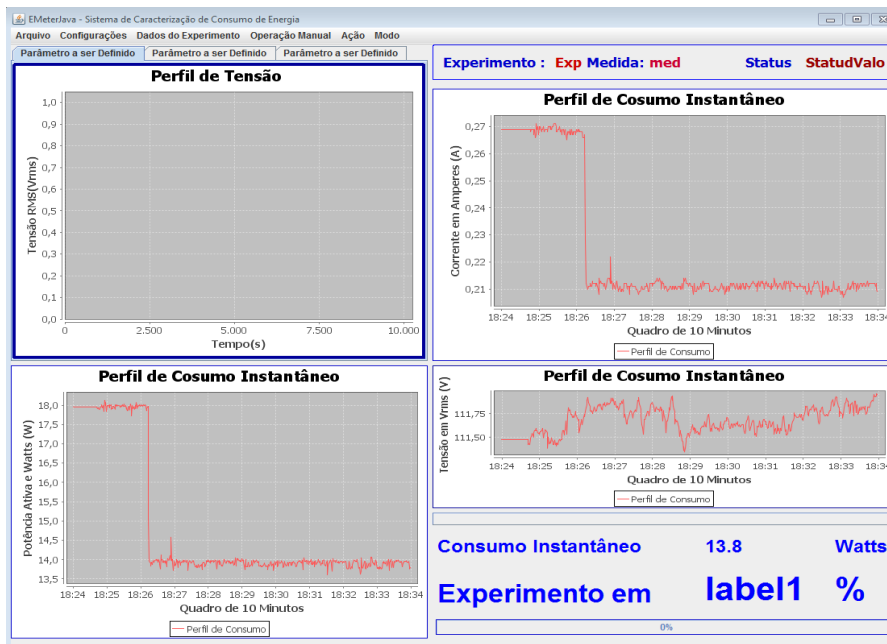 EMeterJava - Sistema de Caracterização de Consumo de Energia
Arquivo Configurações Dados do Experimento Operação Manual Ação Modo
Parâmetro a ser Definido Parâmetro a ser Definido Parâmetro a ser Definido
Perfil de Tensão
Tensão RMS(Vrms)
1,0
0,9
0,8
0,7
0,6
0,5
0,4
0,3
0,2
0,1
0,0
0 2.500 5.000 7.500 10.000
Tempo(s)
Experimento : Exp Medida: med Status StatudValo
Perfil de Cosumo Instantâneo
Corrente em Amperes (A)
0,27
0,26
0,25
0,24
0,23
0,22
0,21
18:24 18:25 18:26 18:27 18:28 18:29 18:30 18:31 18:32 18:33 18:34
Quadro de 10 Minutos
Perfil de Consumo
Perfil de Cosumo Instantâneo
Potência Ativa e Watts (W)
18,0
17,5
17,0
16,5
16,0
15,5
15,0
14,5
14,0
13,5
18:24 18:25 18:26 18:27 18:28 18:29 18:30 18:31 18:32 18:33 18:34
Quadro de 10 Minutos
Perfil de Consumo
Perfil de Cosumo Instantâneo
Tensão em Vrms (V)
111,75
111,50
18:24 18:25 18:26 18:27 18:28 18:29 18:30 18:31 18:32 18:33 18:34
Quadro de 10 Minutos
Perfil de Consumo
Consumo Instantâneo 13.8 Watts
Experimento em label1 %
0%